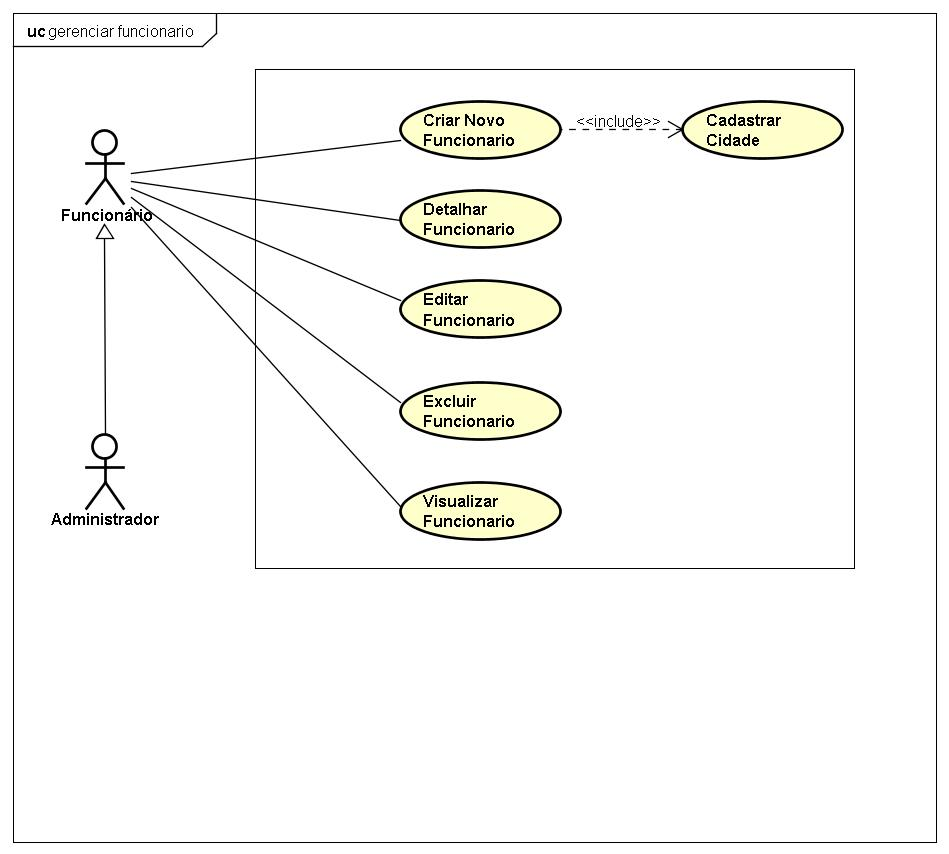 uc gerenciar funcionario
Criar Novo
Funcionario
<<include>>
Cadastrar
Cidade
Funcionário
Detalhar
Funcionario
Editar
Funcionario
Excluir
Funcionario
Administrador
Visualizar
Funcionario